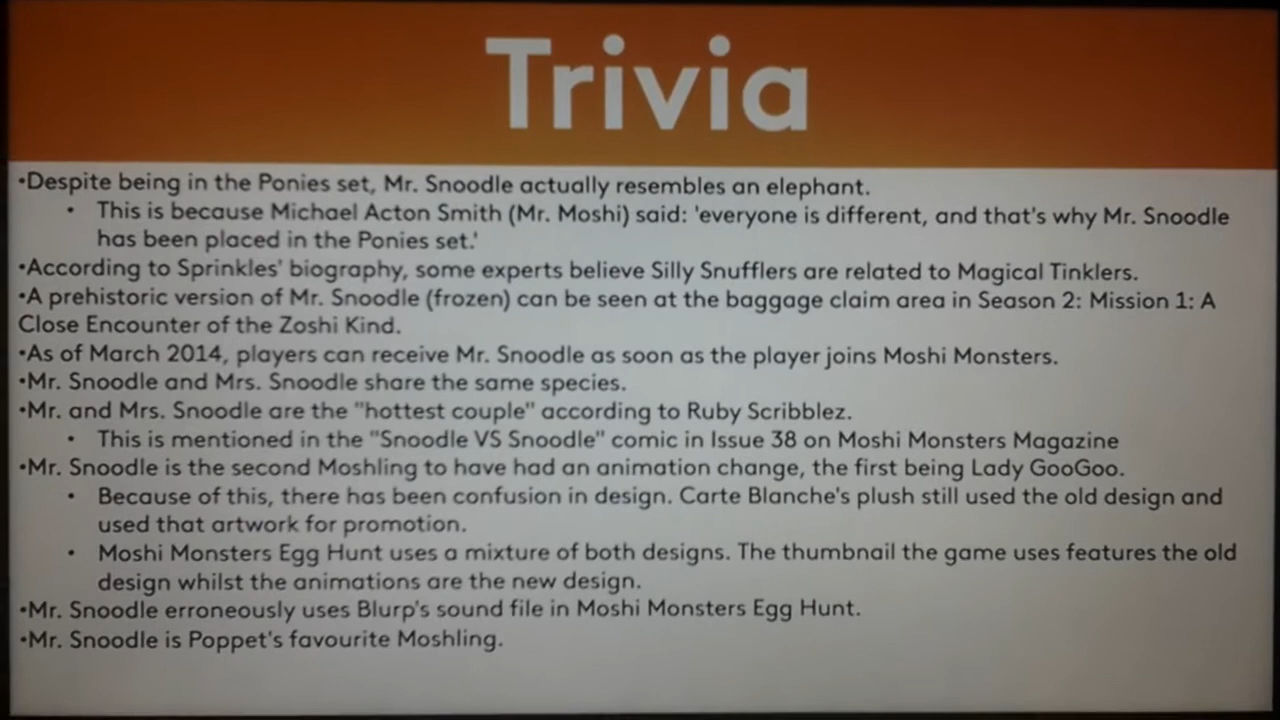 Trivia
•Despite being in the Ponies set, Mr. Snoodle actually resembles an elephant.
• This is because Michael Acton Smith (Mr. Moshi) said: 'everyone is different, and that's why Mr. Snoodle
has been placed in the Ponies set.'
•According to Sprinkles' biography, some experts believe Silly Snufflers are related to Magical Tinklers.
•A prehistoric version of Mr. Snoodle (frozen) can be seen at the baggage claim area in Season 2: Mission 1: A
Close Encounter of the Zoshi Kind.
•As of March 2014, players can receive Mr. Snoodle as soon as the player joins Moshi Monsters.
•Mr. Snoodle and Mrs. Snoodle share the same species.
•Mr. and Mrs. Snoodle are the "hottest couple" according to Ruby Scribblez.
• This is mentioned in the "Snoodle VS Snoodle" comic in Issue 38 on Moshi Monsters Magazine
•Mr. Snoodle is the second Moshling to have had an animation change, the first being Lady GooGoo.
• Because of this, there has been confusion in design. Carte Blanche's plush still used the old design and
used that artwork for promotion.
• Moshi Monsters Egg Hunt uses a mixture of both designs. The thumbnail the game uses features the old
design whilst the animations are the new design.
•Mr. Snoodle erroneously uses Blurp's sound file in Moshi Monsters Egg Hunt.
•Mr. Snoodle is Poppet's favourite Moshling.